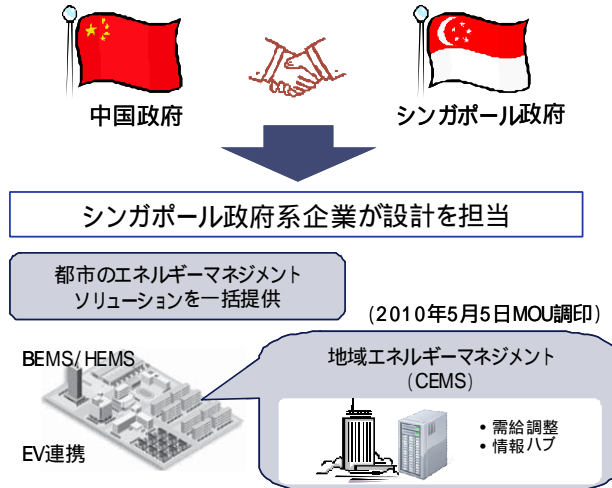 中国政府
シンガポール政府
シンガポール政府系企業が設計を担当
都市のエネルギーマネジメント
ソリューションを一括提供
(2010年5月5日MOU調印)
BEMS/HEMS
EV連携
地域エネルギーマネジメント
(CEMS)
• 需給調整
• 情報ハブ